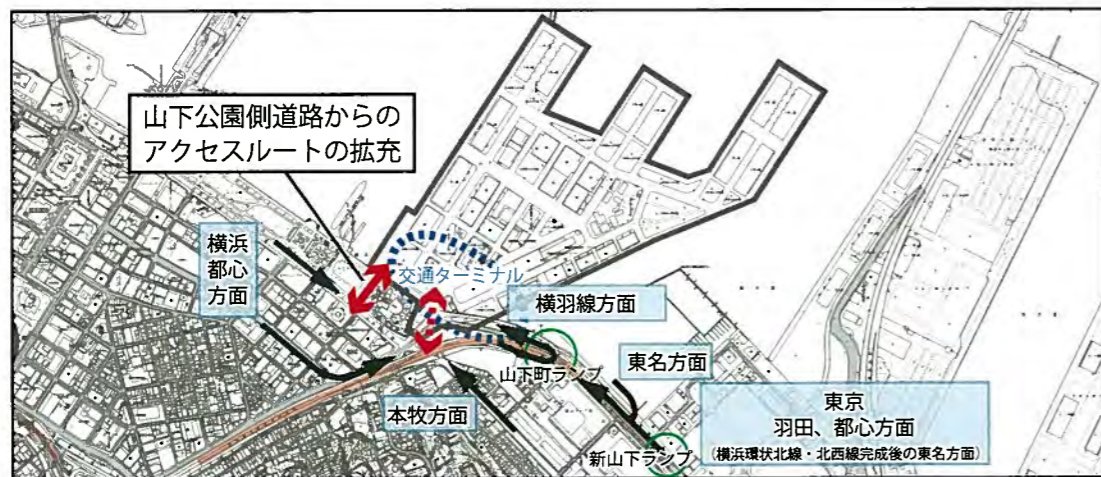 山下公園側道路からの
アクセスルートの拡充
横浜
都心
方面
交通ターミナル
横羽線方面
山下町ランプ
東名方面
本牧方面
東京
羽田、都心方面
(横浜環状北線・北西線完成後の東名方面)
新山下ランプ